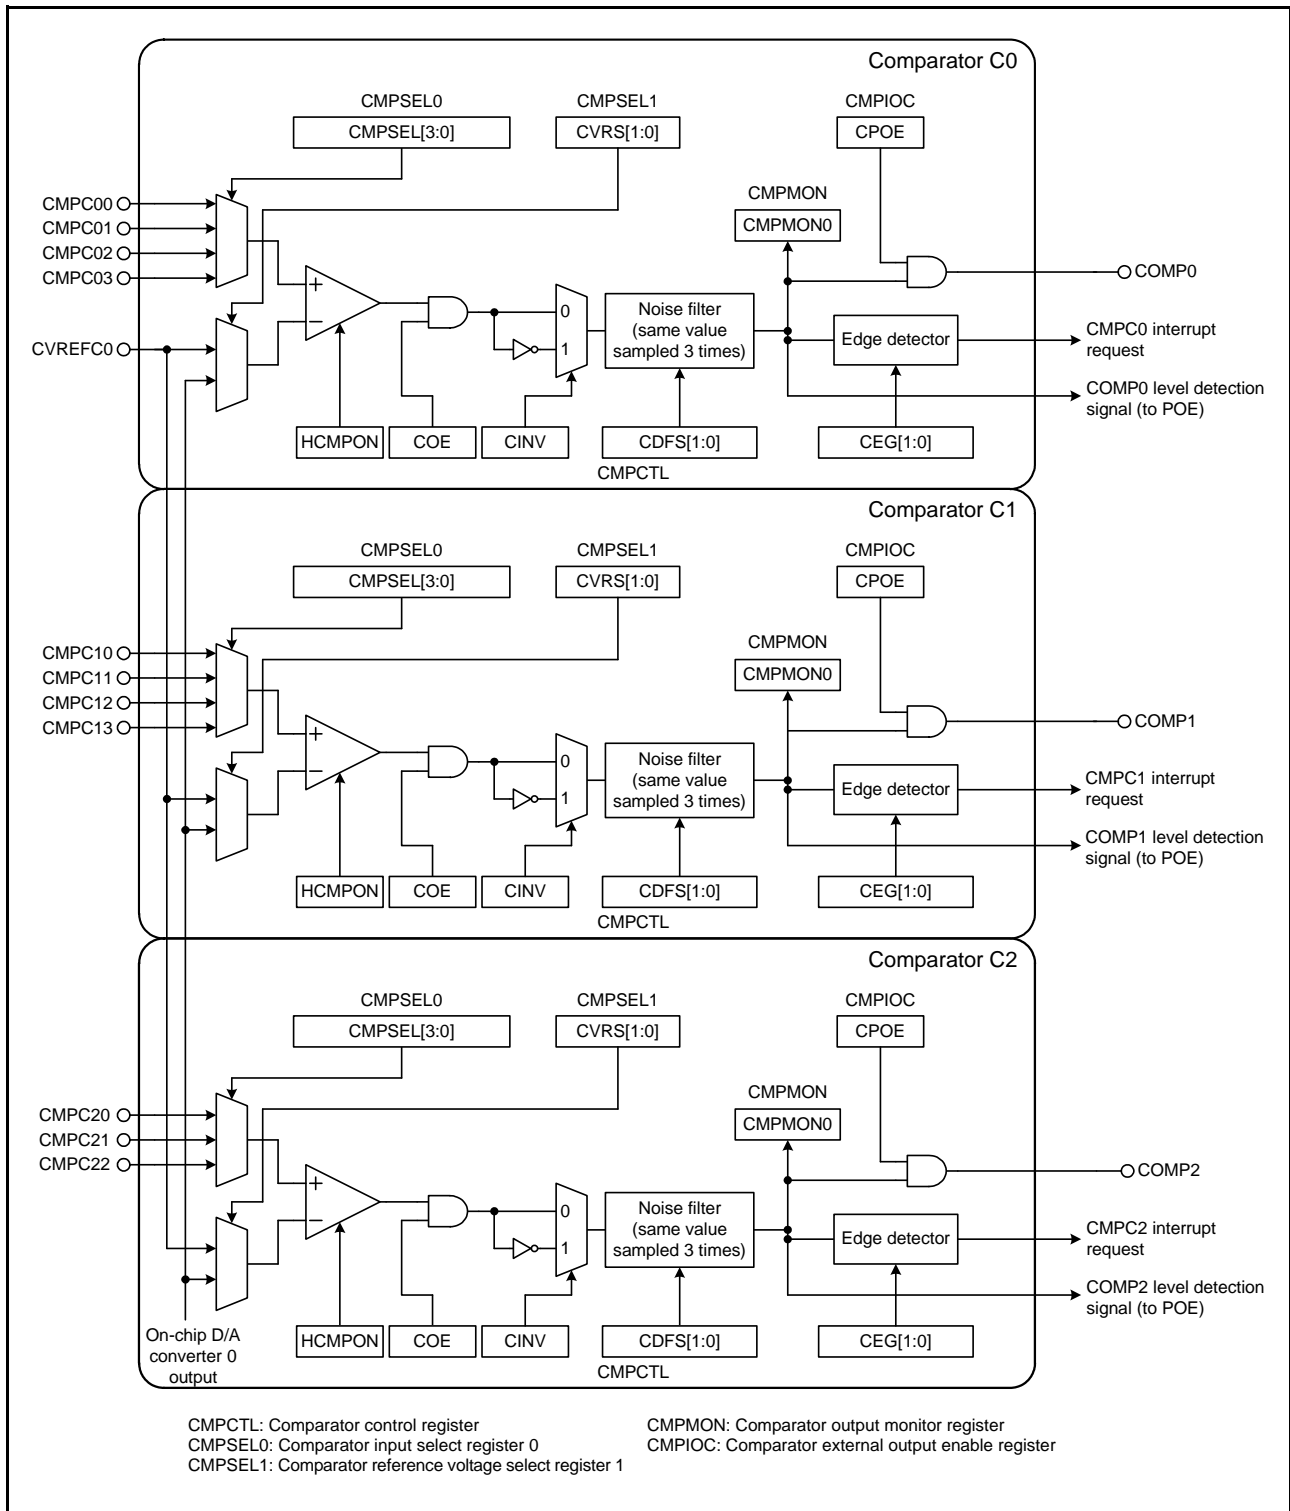 Comparator C0
CMPSEL0
CMPSEL1
CMPIOC
CMPSEL[3:0]
CVRS[1:0]
CPOE
CMPMON
CMPMON0
CMPC00
CMPC01
CMPC02
CMPC03
CVREFC0
+
−
0
1
Noise filter
(same value
sampled 3 times)
Edge detector
COMP0
CMPC0 interrupt
request
COMP0 level detection
signal (to POE)
HCMPON
COE
CINV
CDFS[1:0]
CEG[1:0]
CMPCTL
Comparator C1
CMPSEL0
CMPSEL1
CMPIOC
CMPSEL[3:0]
CVRS[1:0]
CPOE
CMPMON
CMPMON0
CMPC10
CMPC11
CMPC12
CMPC13
+
−
0
1
Noise filter
(same value
sampled 3 times)
Edge detector
COMP1
CMPC1 interrupt
request
COMP1 level detection
signal (to POE)
HCMPON
COE
CINV
CDFS[1:0]
CEG[1:0]
CMPCTL
Comparator C2
CMPSEL0
CMPSEL1
CMPIOC
CMPSEL[3:0]
CVRS[1:0]
CPOE
CMPMON
CMPMON0
CMPC20
CMPC21
CMPC22
+
−
0
1
Noise filter
(same value
sampled 3 times)
Edge detector
COMP2
CMPC2 interrupt
request
COMP2 level detection
signal (to POE)
On-chip D/A
converter 0
output
HCMPON
COE
CINV
CDFS[1:0]
CEG[1:0]
CMPCTL
CMPCTL: Comparator control register
CMPSEL0: Comparator input select register 0
CMPSEL1: Comparator reference voltage select register 1
CMPMON: Comparator output monitor register
CMPIOC: Comparator external output enable register